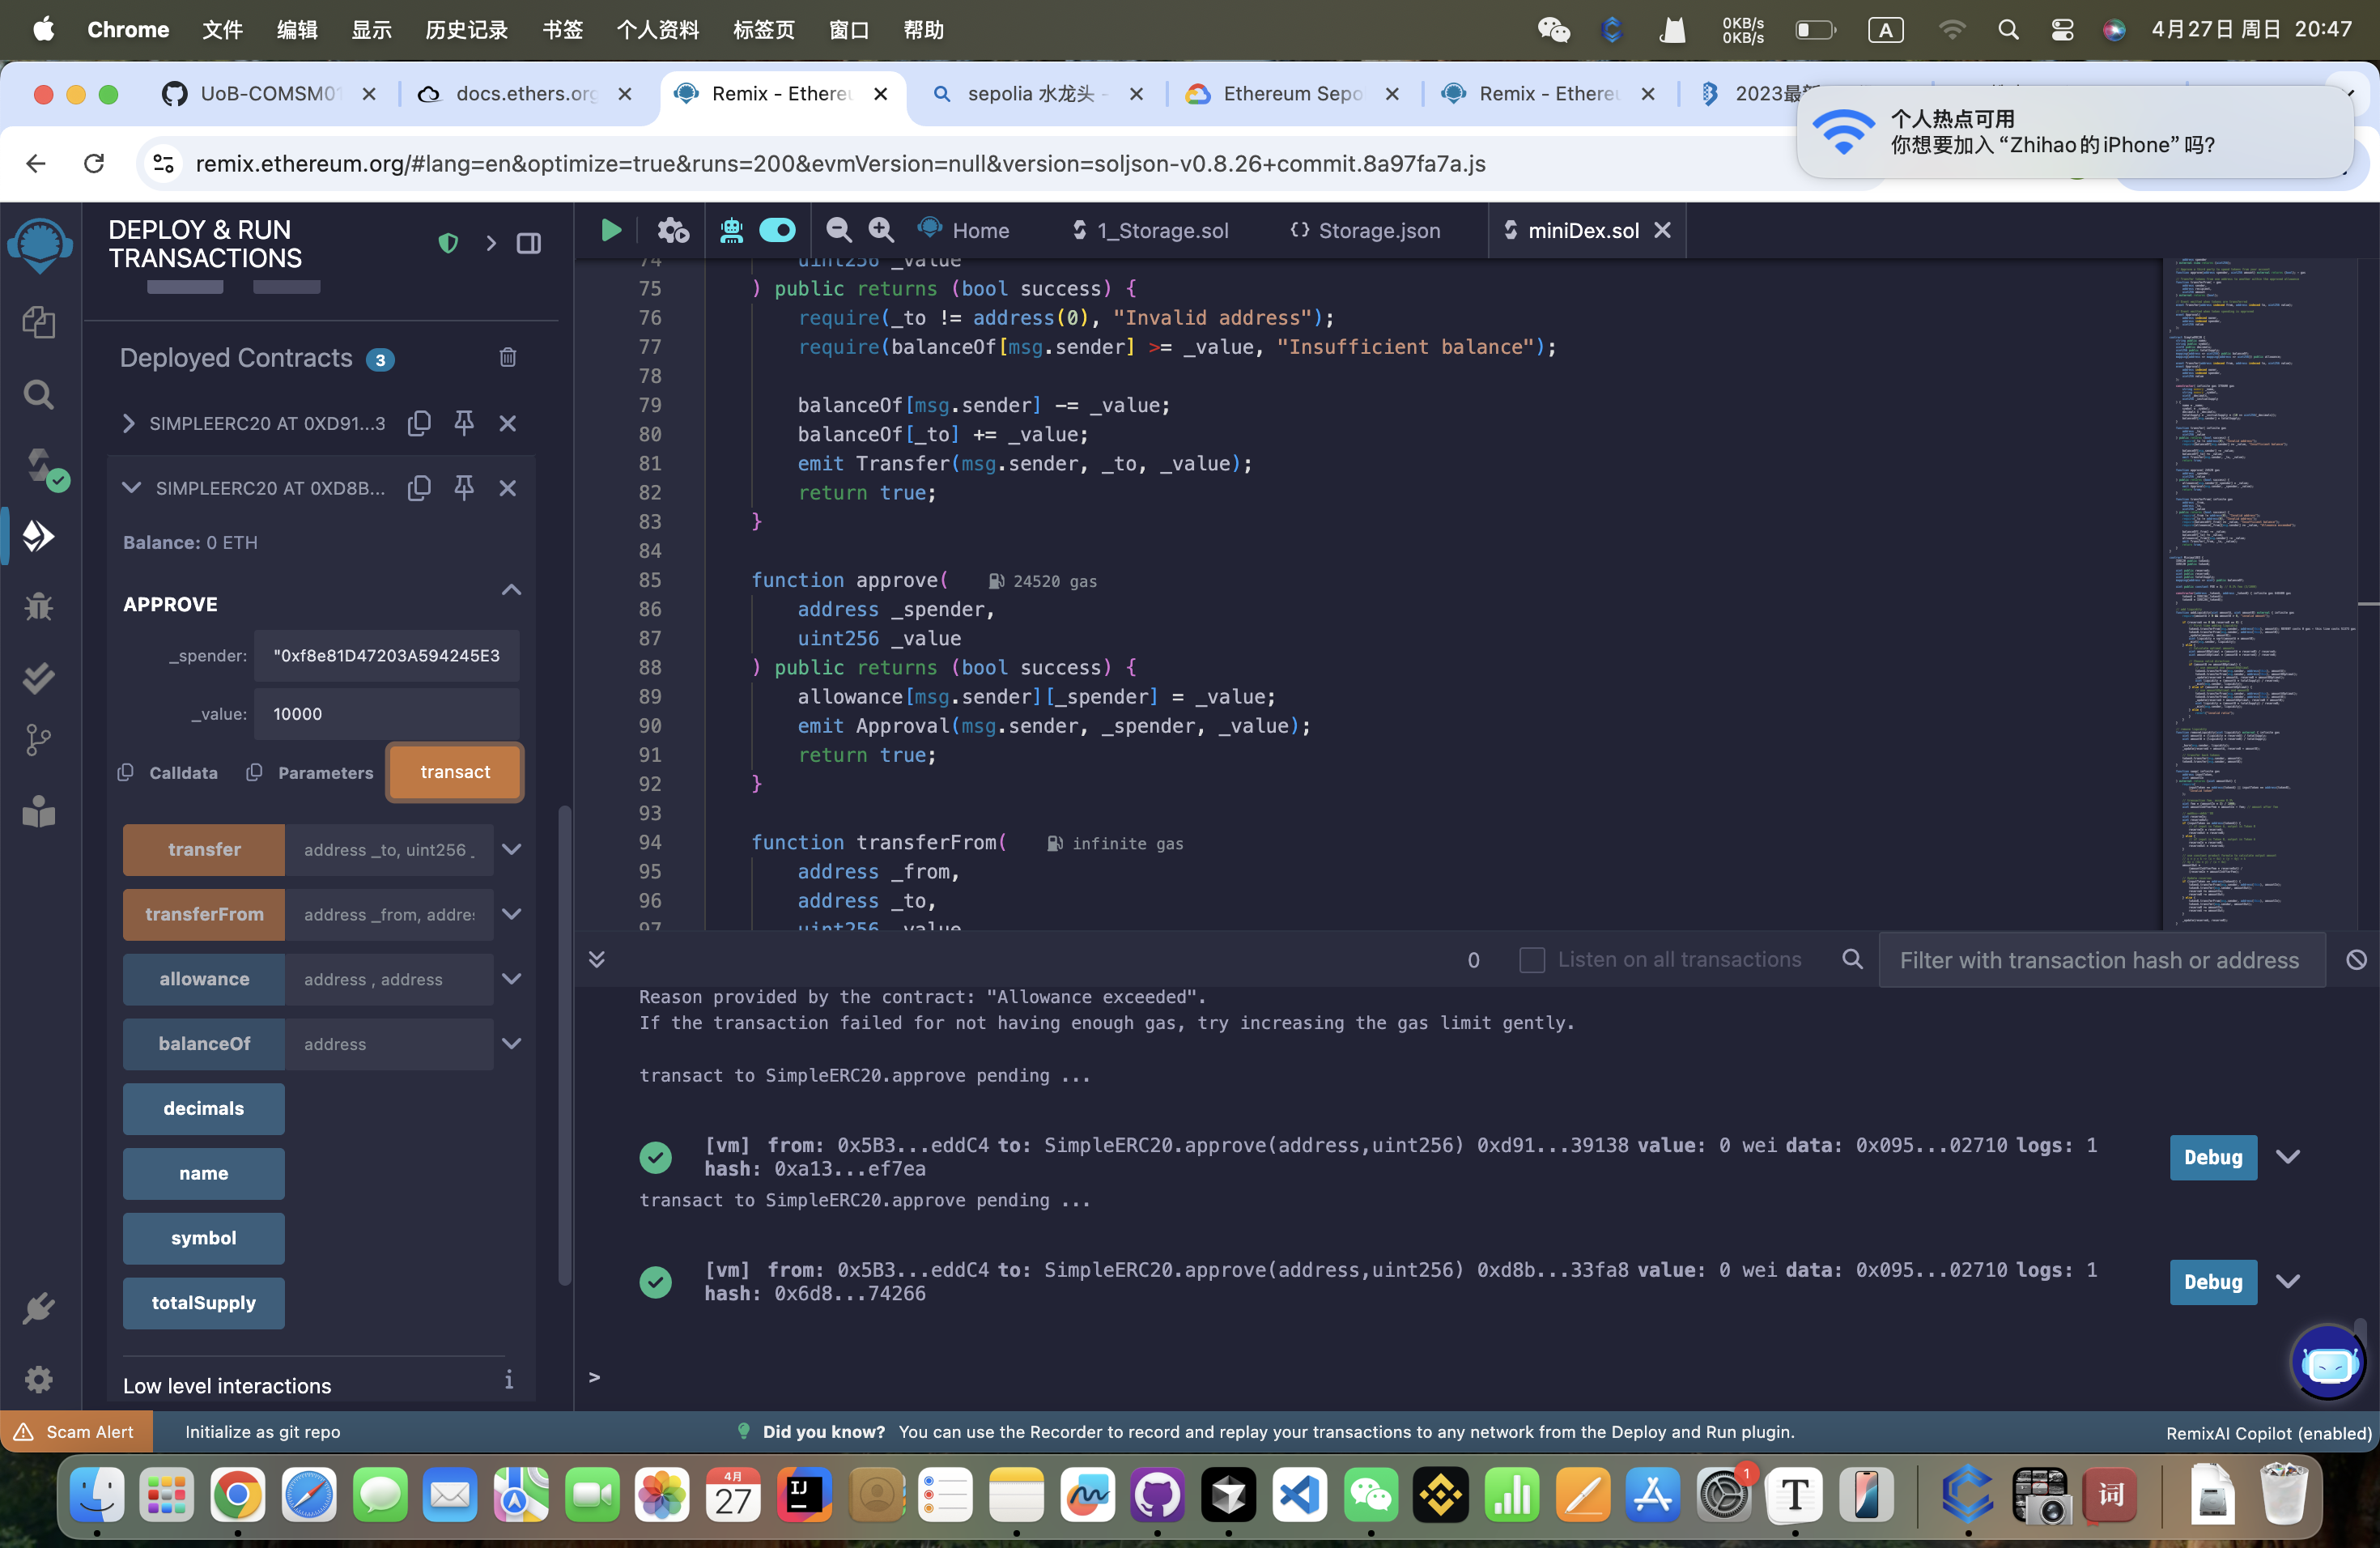 Chrome 文件 编辑 显示 历史记录 书签 个人资料 标签页 窗口 帮助
0KB/s
0KB/s
A
4月27日 周日 20:47
UoB-COMSM01
docs.ethers.org
Remix - Ethere
sepolia 水龙头 -
Ethereum Sepo
Remix - Ethere
个人热点可用
你想要加入 “Zhihao的iPhone” 吗?
remix.ethereum.org/#lang=en&optimize=true&runs=200&evmVersion=null&version=soljson-v0.8.26+commit.8a97fa7a.js
DEPLOY & RUN
TRANSACTIONS
Home
1_Storage.sol
{} Storage.json
miniDex.sol
Deployed Contracts 3
SIMPLEERC20 AT 0XD91...3
SIMPLEERC20 AT 0XD8B...
Balance: 0 ETH
APPROVE
_spender: "0xf8e81D47203A594245E3
_value: 10000
Calldata
Parameters
transact
transfer address _to, uint256 _
transferFrom address _from, addre
allowance address , address
balanceOf address
decimals
name
symbol
totalSupply
Low level interactions
i
74 uint256 _value
75 ) public returns (bool success) {
76 require(_to != address(0), "Invalid address");
77 require(balanceOf[msg.sender] >= _value, "Insufficient balance");
78
79 balanceOf[msg.sender] -= _value;
80 balanceOf[_to] += _value;
81 emit Transfer(msg.sender, _to, _value);
82 return true;
83 }
84
85 function approve( 24520 gas
86 address _spender,
87 uint256 _value
88 ) public returns (bool success) {
89 allowance[msg.sender][_spender] = _value;
90 emit Approval(msg.sender, _spender, _value);
91 return true;
92 }
93
94 function transferFrom( infinite gas
95 address _from,
96 address _to,
97 uint256 _value
0
Listen on all transactions
Filter with transaction hash or address
Reason provided by the contract: "Allowance exceeded".
If the transaction failed for not having enough gas, try increasing the gas limit gently.
transact to SimpleERC20.approve pending ...
[vm] from: 0x5B3...eddC4 to: SimpleERC20.approve(address,uint256) 0xd91...39138 value: 0 wei data: 0x095...02710 logs: 1
hash: 0xa13...ef7ea
Debug
transact to SimpleERC20.approve pending ...
[vm] from: 0x5B3...eddC4 to: SimpleERC20.approve(address,uint256) 0xd8b...33fa8 value: 0 wei data: 0x095...02710 logs: 1
hash: 0x6d8...74266
Debug
>
Scam Alert
Initialize as git repo
Did you know? You can use the Recorder to record and replay your transactions to any network from the Deploy and Run plugin.
RemixAI Copilot (enabled)
4月
27
IJ
1
T
词